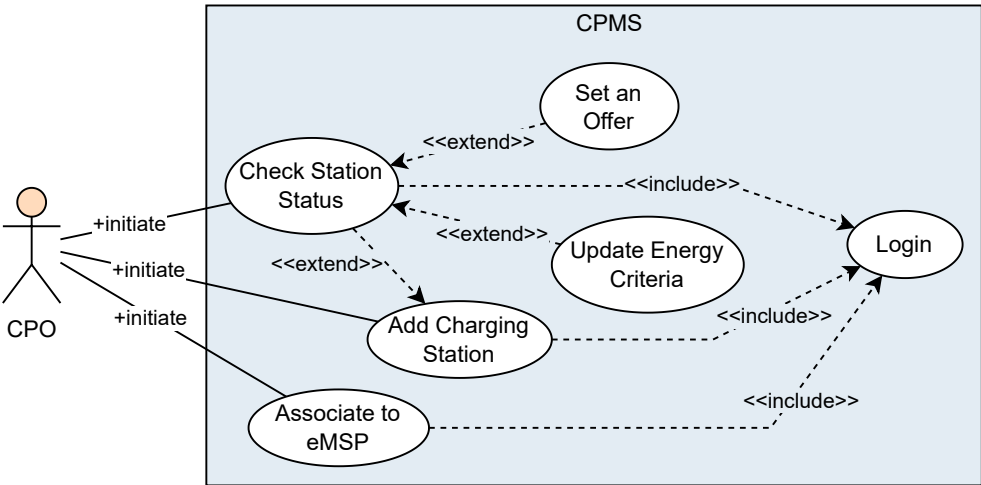 CPMS
Set an
Offer
<<extend>>
Check Station
Status
<<include>>
+initiate
<<extend>>
Update Energy
Criteria
Login
+initiate
<<extend>>
CPO
+initiate
Add Charging
Station
<<include>>
Associate to
eMSP
<<include>>